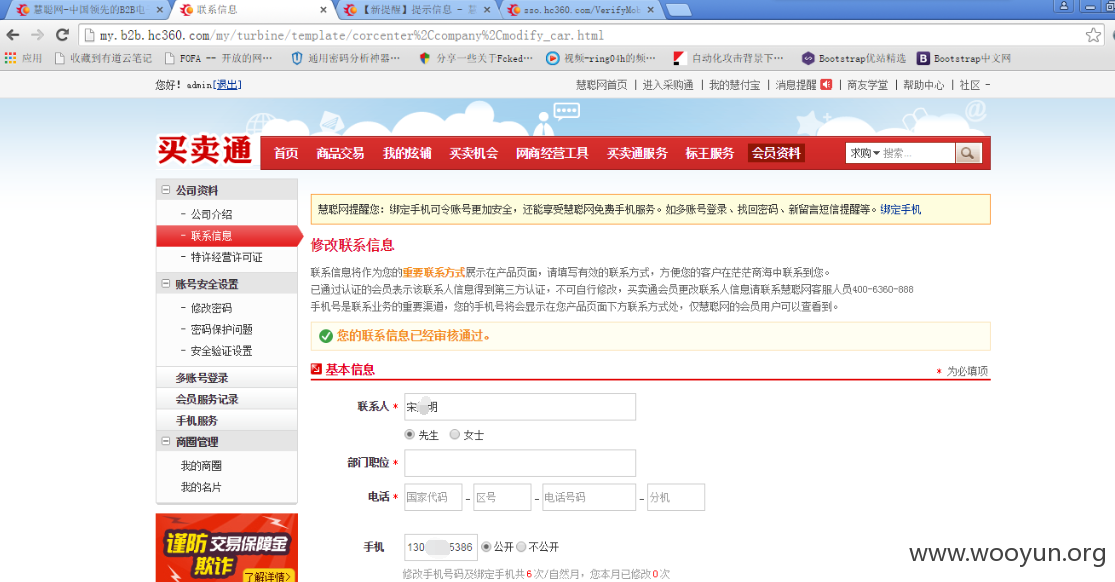 慧聪网-中国领先的B2B电
联系信息
【新提醒】提示信息 -
sso.hc360.com/VerifyMob
my.b2b.hc360.com/my/turbine/template/corcenter%2Ccompany%2Cmodify_car.html
应用 收藏到有道云笔记 FOFA -- 开放的网… 通用密码分析神器… 分享一些关于Fcked… 视频-ring04h的频… 自动化攻击背景下… Bootstrap优站精选 Bootstrap中文网
您好! admin[退出] 慧聪网首页 | 进入采购通 | 我的慧付宝 | 消息提醒 | 商友学堂 | 帮助中心 | 社区 -
买卖通 首页 商品交易 我的炫铺 买卖机会 网商经营工具 买卖通服务 标王服务 会员资料 求购 搜索...
公司资料
- 公司介绍
- 联系信息
- 特许经营许可证
账号安全设置
- 修改密码
- 密码保护问题
- 安全验证设置
多账号登录
会员服务记录
手机服务
商圈管理
我的商圈
我的名片
谨防交易保障金
欺诈
了解详情>
慧聪网提醒您：绑定手机可令账号更加安全，还能享受慧聪网免费手机服务。如多账号登录、找回密码、新留言短信提醒等。绑定手机
修改联系信息
联系信息将作为您的重要联系方式展示在产品页面，请填写有效的联系方式，方便您的客户在茫茫商海中联系到您。
已通过认证的会员表示该联系人信息得到第三方认证，不可自行修改，买卖通会员更改联系人信息请联系慧聪网客服人员400-6360-888
手机号是联系业务的重要渠道，您的手机号将会显示在您产品页面下方联系方式处，仅慧聪网的会员用户可以查看到。
您的联系信息已经审核通过。
基本信息 * 为必填项
联系人 * 宋 明
先生 女士
部门职位 *
电话 * 国家代码 - 区号 - 电话号码 - 分机
手机 130 5386 公开 不公开
修改手机号码及绑定手机共6次/自然月，您本月已修改0次
www.wooyun.org